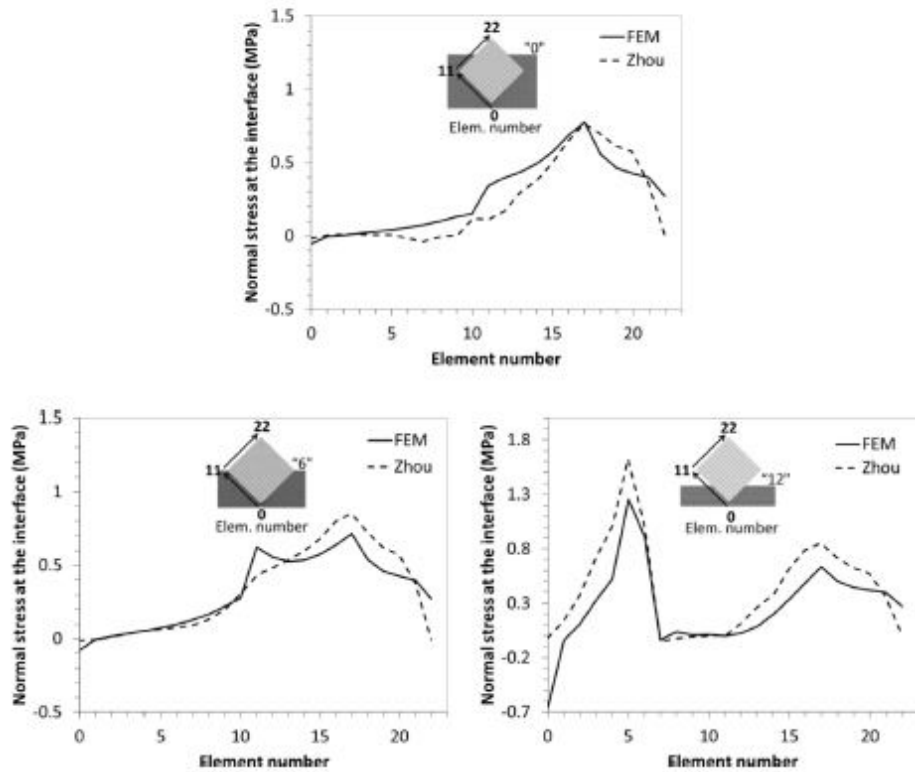 Normal stress at the interface (MPa)
1.5
1
0.5
0
-0.5
22
"0"
11
0
Elem. number
FEM
Zhou
0
5
10
15
20
Element number
Normal stress at the interface (MPa)
1.5
1
0.5
0
-0.5
22
"6"
11
0
Elem. number
FEM
Zhou
0
5
10
15
20
Element number
Normal stress at the interface (MPa)
1.8
1.3
0.8
0.3
-0.2
-0.7
22
11
"12"
0
Elem. number
FEM
Zhou
0
5
10
15
20
Element number